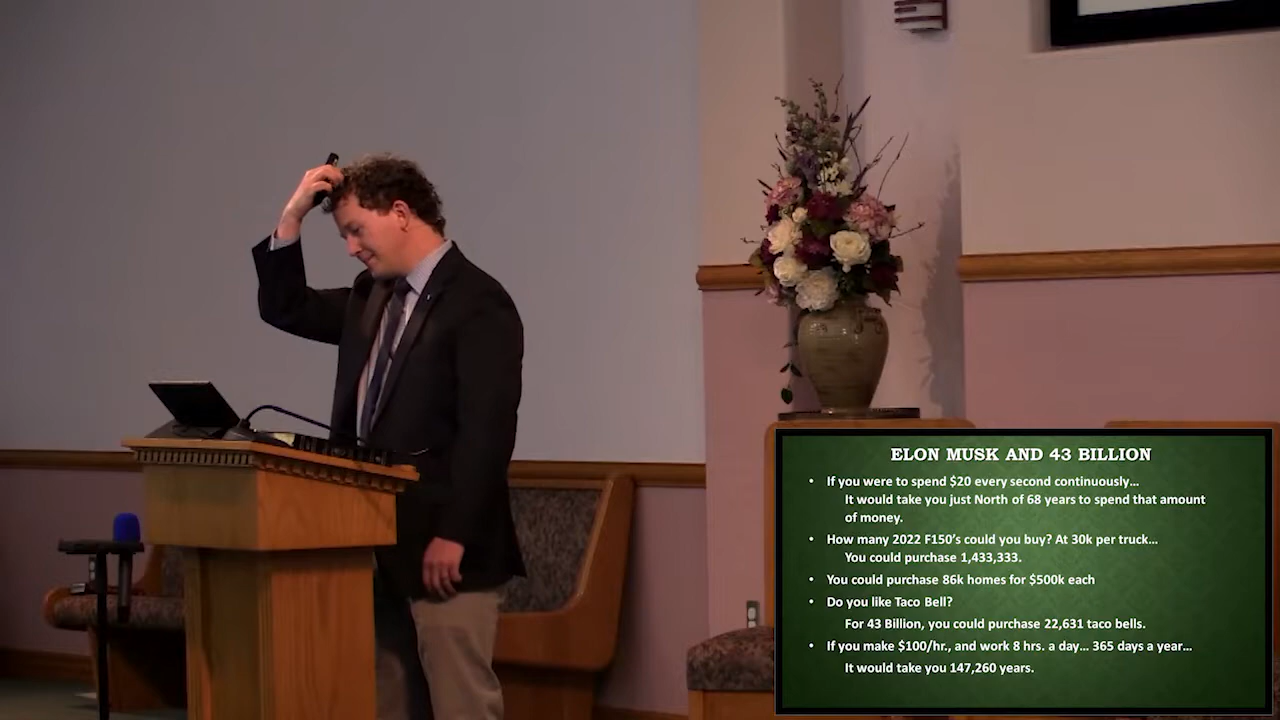 ELON MUSK AND 43 BILLION
• If you were to spend $20 every second continuously…
It would take you just North of 68 years to spend that amount
of money.
• How many 2022 F150's could you buy? At 30k per truck…
You could purchase 1,433,333.
• You could purchase 86k homes for $500k each
• Do you like Taco Bell?
For 43 Billion, you could purchase 22,631 taco bells.
• If you make $100/hr., and work 8 hrs. a day… 365 days a year…
It would take you 147,260 years.